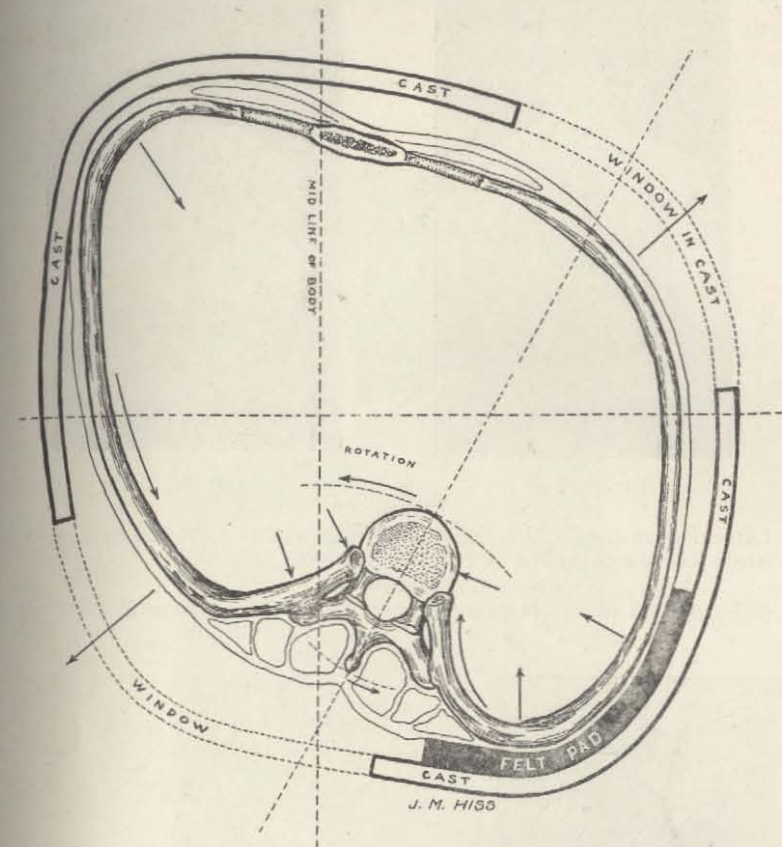 CAST
WINDOW IN CAST
MID LINE OF BODY
CAST
ROTATION
CAST
WINDOW
FELT PAD
CAST
J. M. HISS